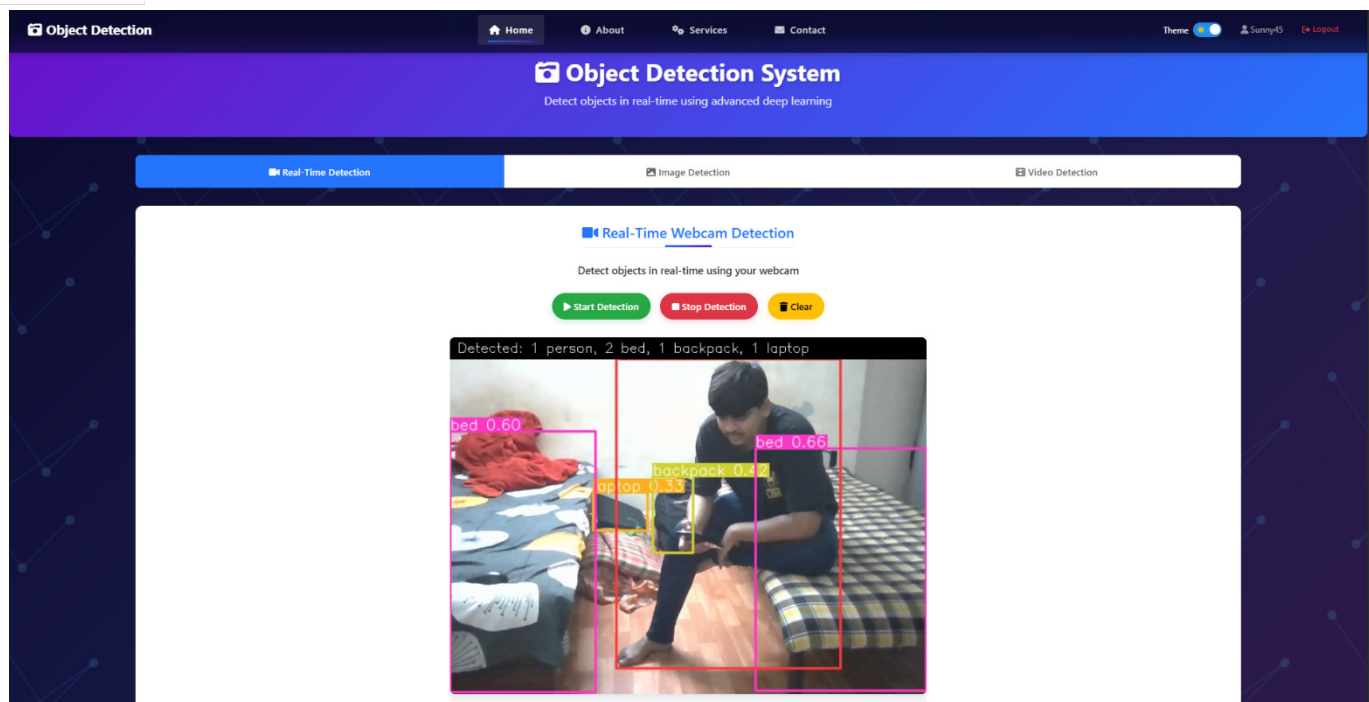 Object Detection
Home
About
Services
Contact
Theme
Sunny45
Logout
Object Detection System
Detect objects in real-time using advanced deep learning
Real-Time Detection
Image Detection
Video Detection
Real-Time Webcam Detection
Detect objects in real-time using your webcam
Start Detection
Stop Detection
Clear
Detected: 1 person, 2 bed, 1 backpack, 1 laptop
bed 0.60
bed 0.66
backpack 0.42
laptop 0.33